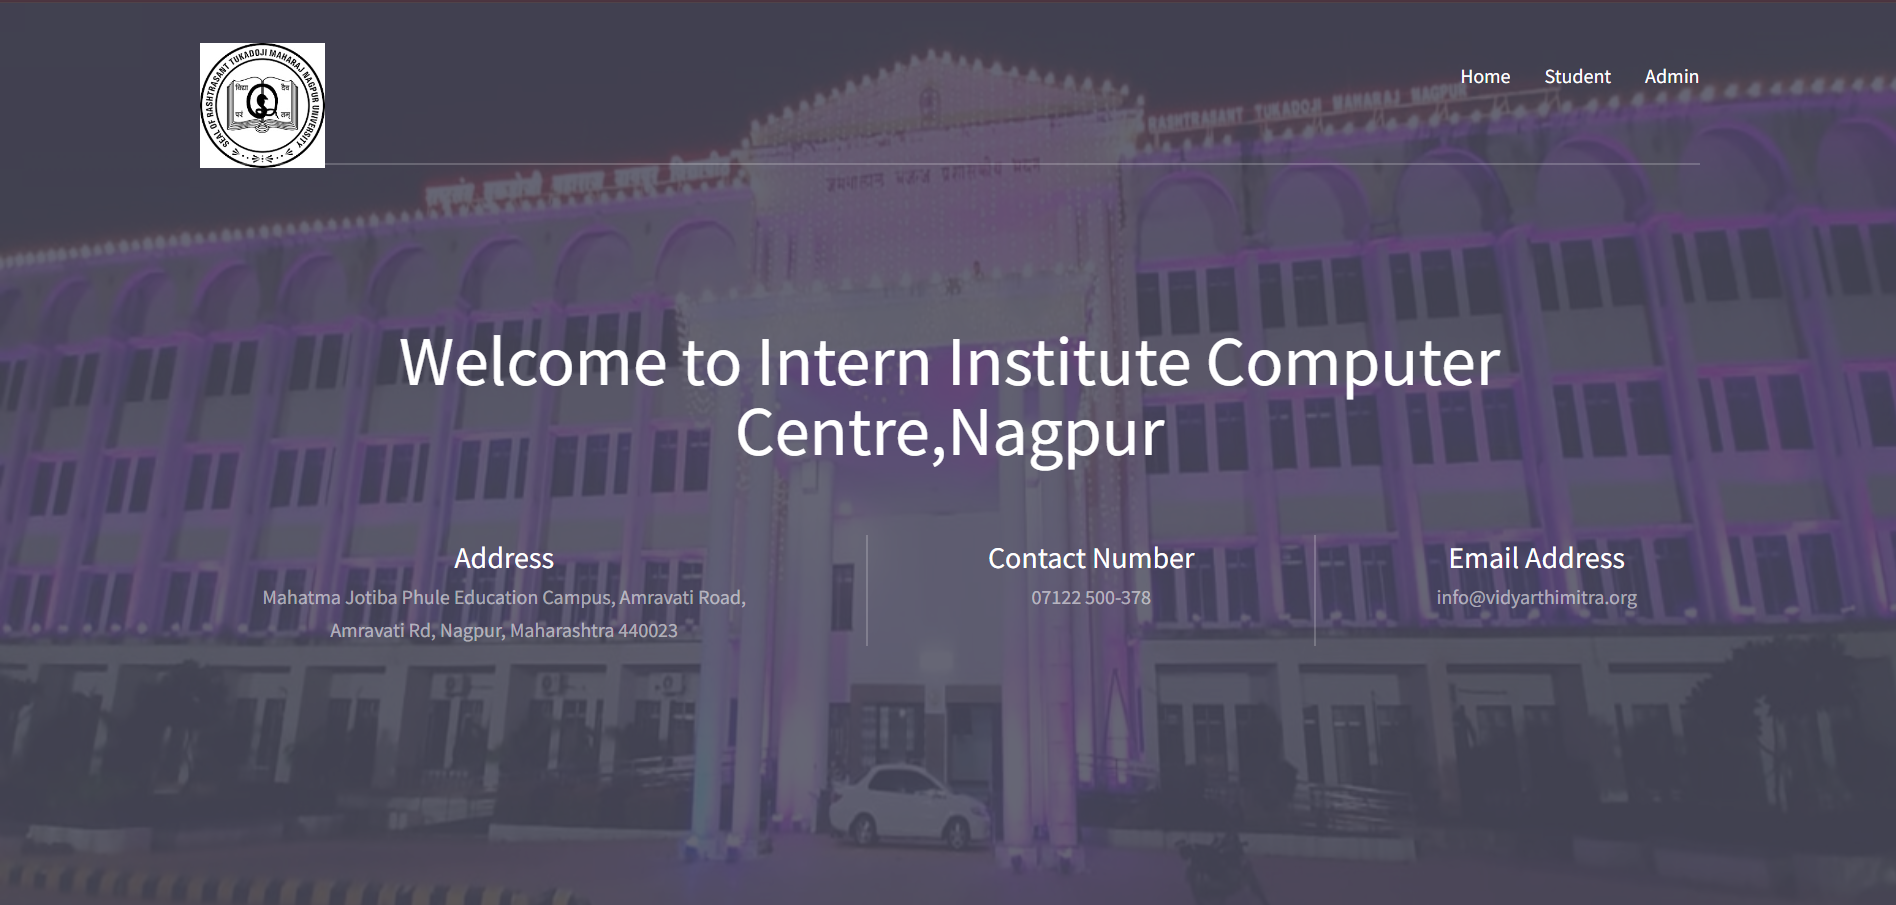 SEAL OF RASHTRASANT TUKADOJI MAHARAJ NAGPUR UNIVERSITY
विद्या दैव
परं तम्
Home Student Admin
RASHTRASANT TUKADOJI MAHARAJ NAGPUR
Welcome to Intern Institute Computer
Centre,Nagpur
Address
Mahatma Jotiba Phule Education Campus, Amravati Road,
Amravati Rd, Nagpur, Maharashtra 440023
Contact Number
07122 500-378
Email Address
info@vidyarthimitra.org